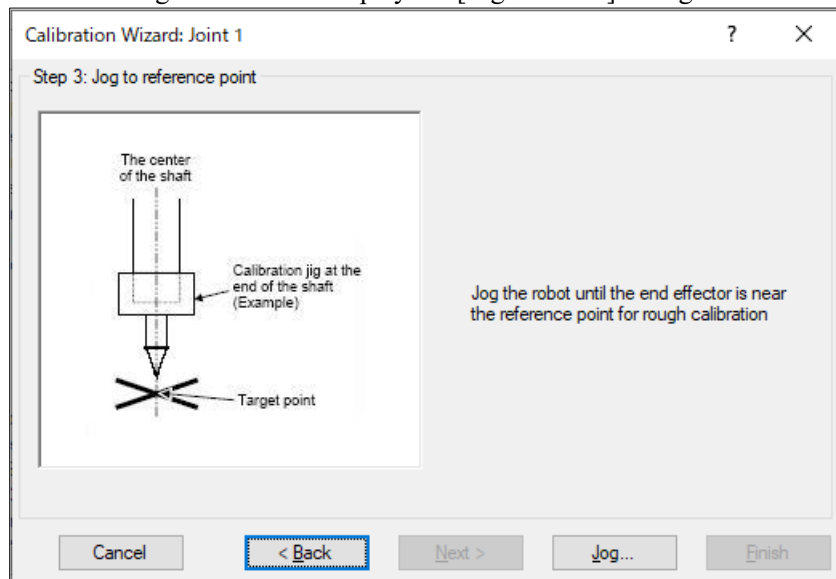 Calibration Wizard: Joint 1 ? ×
Step 3: Jog to reference point
The center
of the shaft
Calibration jig at the
end of the shaft
(Example)
Target point
Jog the robot until the end effector is near
the reference point for rough calibration
Cancel < Back Next > Jog... Finish